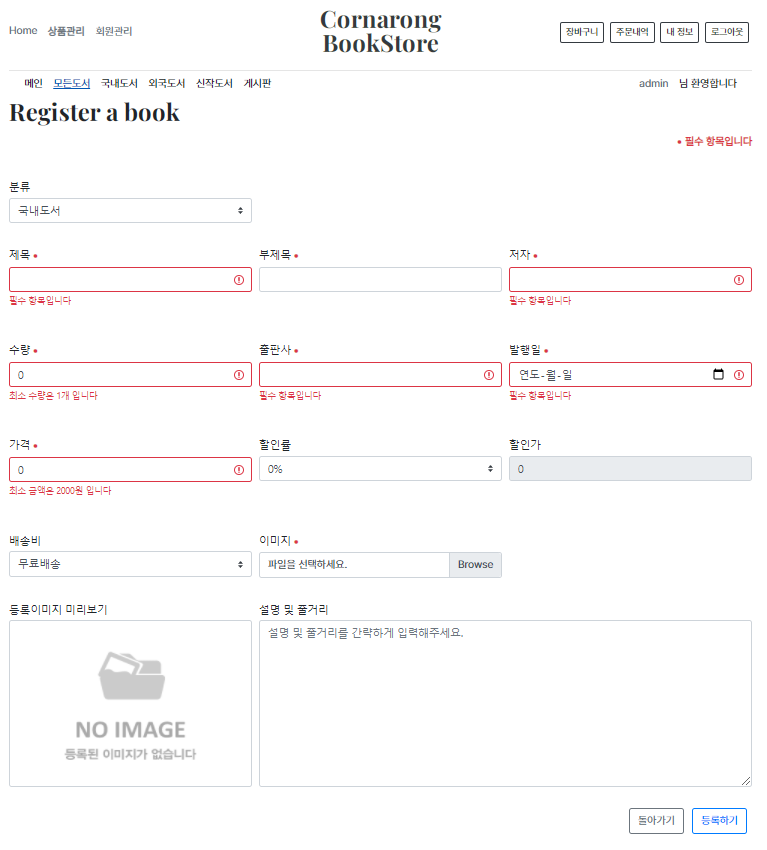 Home 상품관리 회원관리
Cornarong
BookStore
장바구니 주문내역 내 정보 로그아웃
메인 모든도서 국내도서 외국도서 신작도서 게시판
admin 님 환영합니다
Register a book
• 필수 항목입니다
분류
국내도서
제목 • 부제목 • 저자 •
필수 항목입니다 필수 항목입니다
수량 • 출판사 • 발행일 •
0 연도-월-일
최소 수량은 1개 입니다 필수 항목입니다 필수 항목입니다
가격 • 할인률 할인가
0 0% 0
최소 금액은 2000원 입니다
배송비 이미지 •
무료배송 파일을 선택하세요. Browse
등록이미지 미리보기 설명 및 줄거리
설명 및 줄거리를 간략하게 입력해주세요.
NO IMAGE
등록된 이미지가 없습니다
돌아가기 등록하기